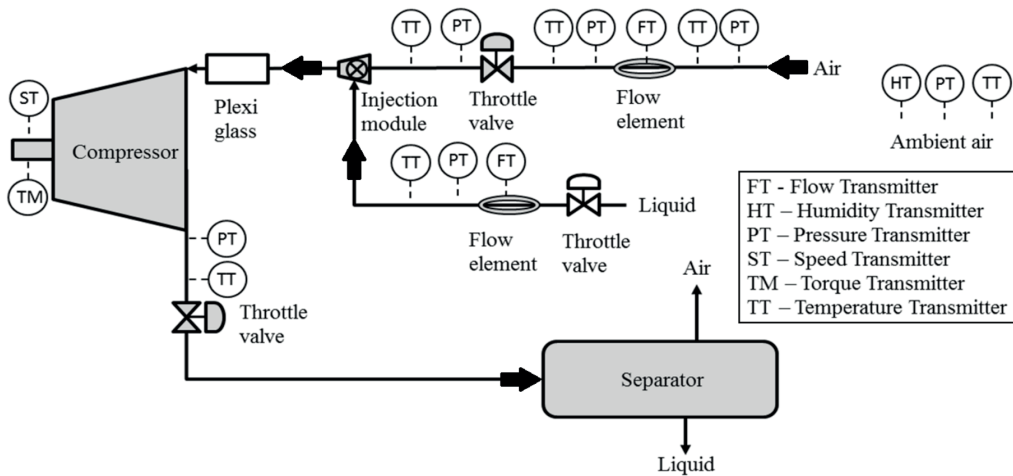 TT PT TT PT FT TT PT
Air
HT PT TT
Ambient air
ST
Compressor
TM
Plexi
glass
Injection
module
Throttle
valve
Flow
element
TT PT FT
Liquid
Flow
element
Throttle
valve
PT
TT
Throttle
valve
FT - Flow Transmitter
HT – Humidity Transmitter
PT – Pressure Transmitter
ST – Speed Transmitter
TM – Torque Transmitter
TT – Temperature Transmitter
Air
Separator
Liquid